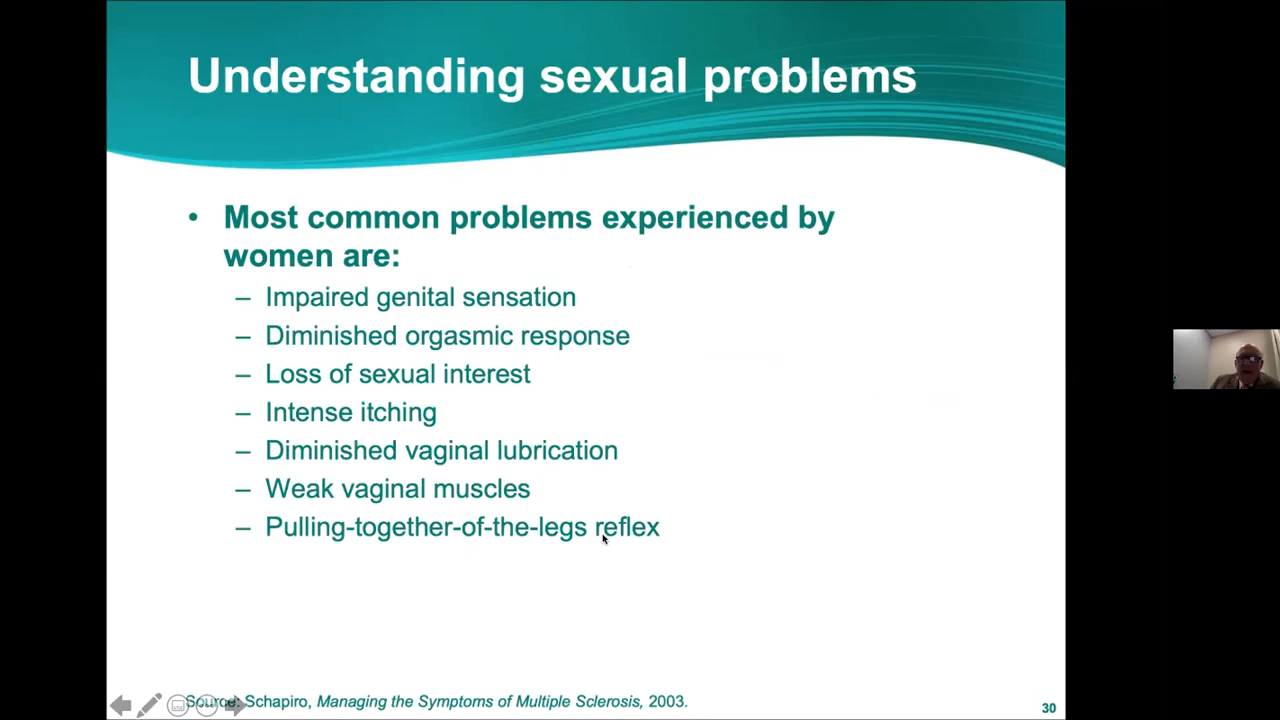 Understanding sexual problems
• Most common problems experienced by
women are:
– Impaired genital sensation
– Diminished orgasmic response
– Loss of sexual interest
– Intense itching
– Diminished vaginal lubrication
– Weak vaginal muscles
– Pulling-together-of-the-legs reflex
Source: Schapiro, Managing the Symptoms of Multiple Sclerosis, 2003.
30